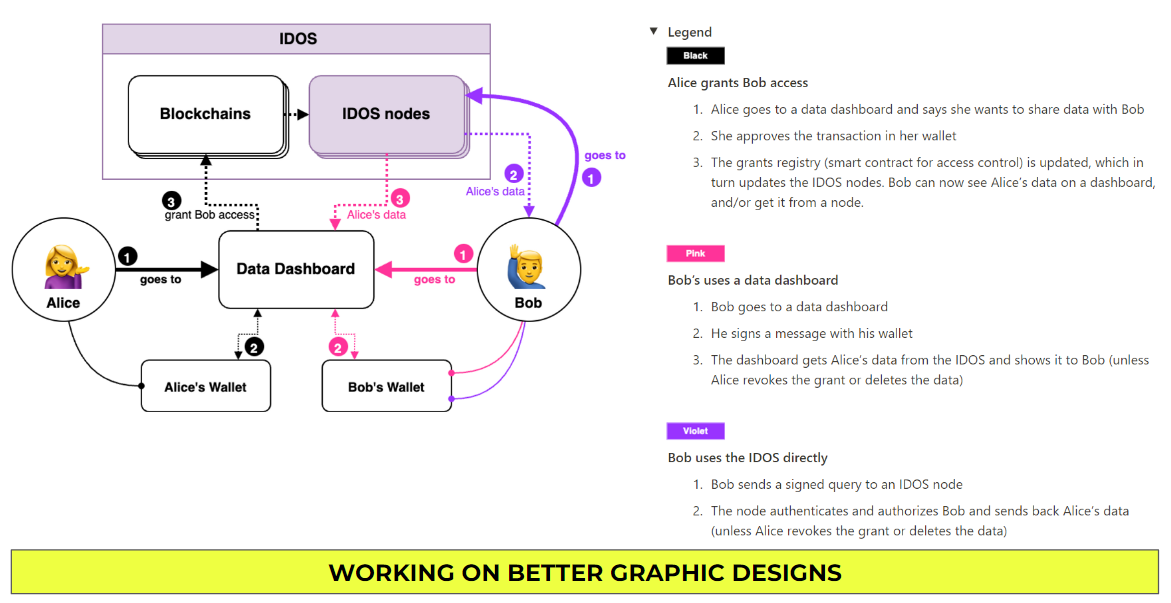 IDOS
Blockchains
IDOS nodes
goes to
1
2
Alice's data
3
grant Bob access
3
Alice's data
1
goes to
Data Dashboard
1
goes to
Alice
Bob
2
2
Alice's Wallet
Bob's Wallet
Legend
Black
Alice grants Bob access
1. Alice goes to a data dashboard and says she wants to share data with Bob
2. She approves the transaction in her wallet
3. The grants registry (smart contract for access control) is updated, which in
turn updates the IDOS nodes. Bob can now see Alice's data on a dashboard,
and/or get it from a node.
Pink
Bob's uses a data dashboard
1. Bob goes to a data dashboard
2. He signs a message with his wallet
3. The dashboard gets Alice's data from the IDOS and shows it to Bob (unless
Alice revokes the grant or deletes the data)
Violet
Bob uses the IDOS directly
1. Bob sends a signed query to an IDOS node
2. The node authenticates and authorizes Bob and sends back Alice's data
(unless Alice revokes the grant or deletes the data)
WORKING ON BETTER GRAPHIC DESIGNS